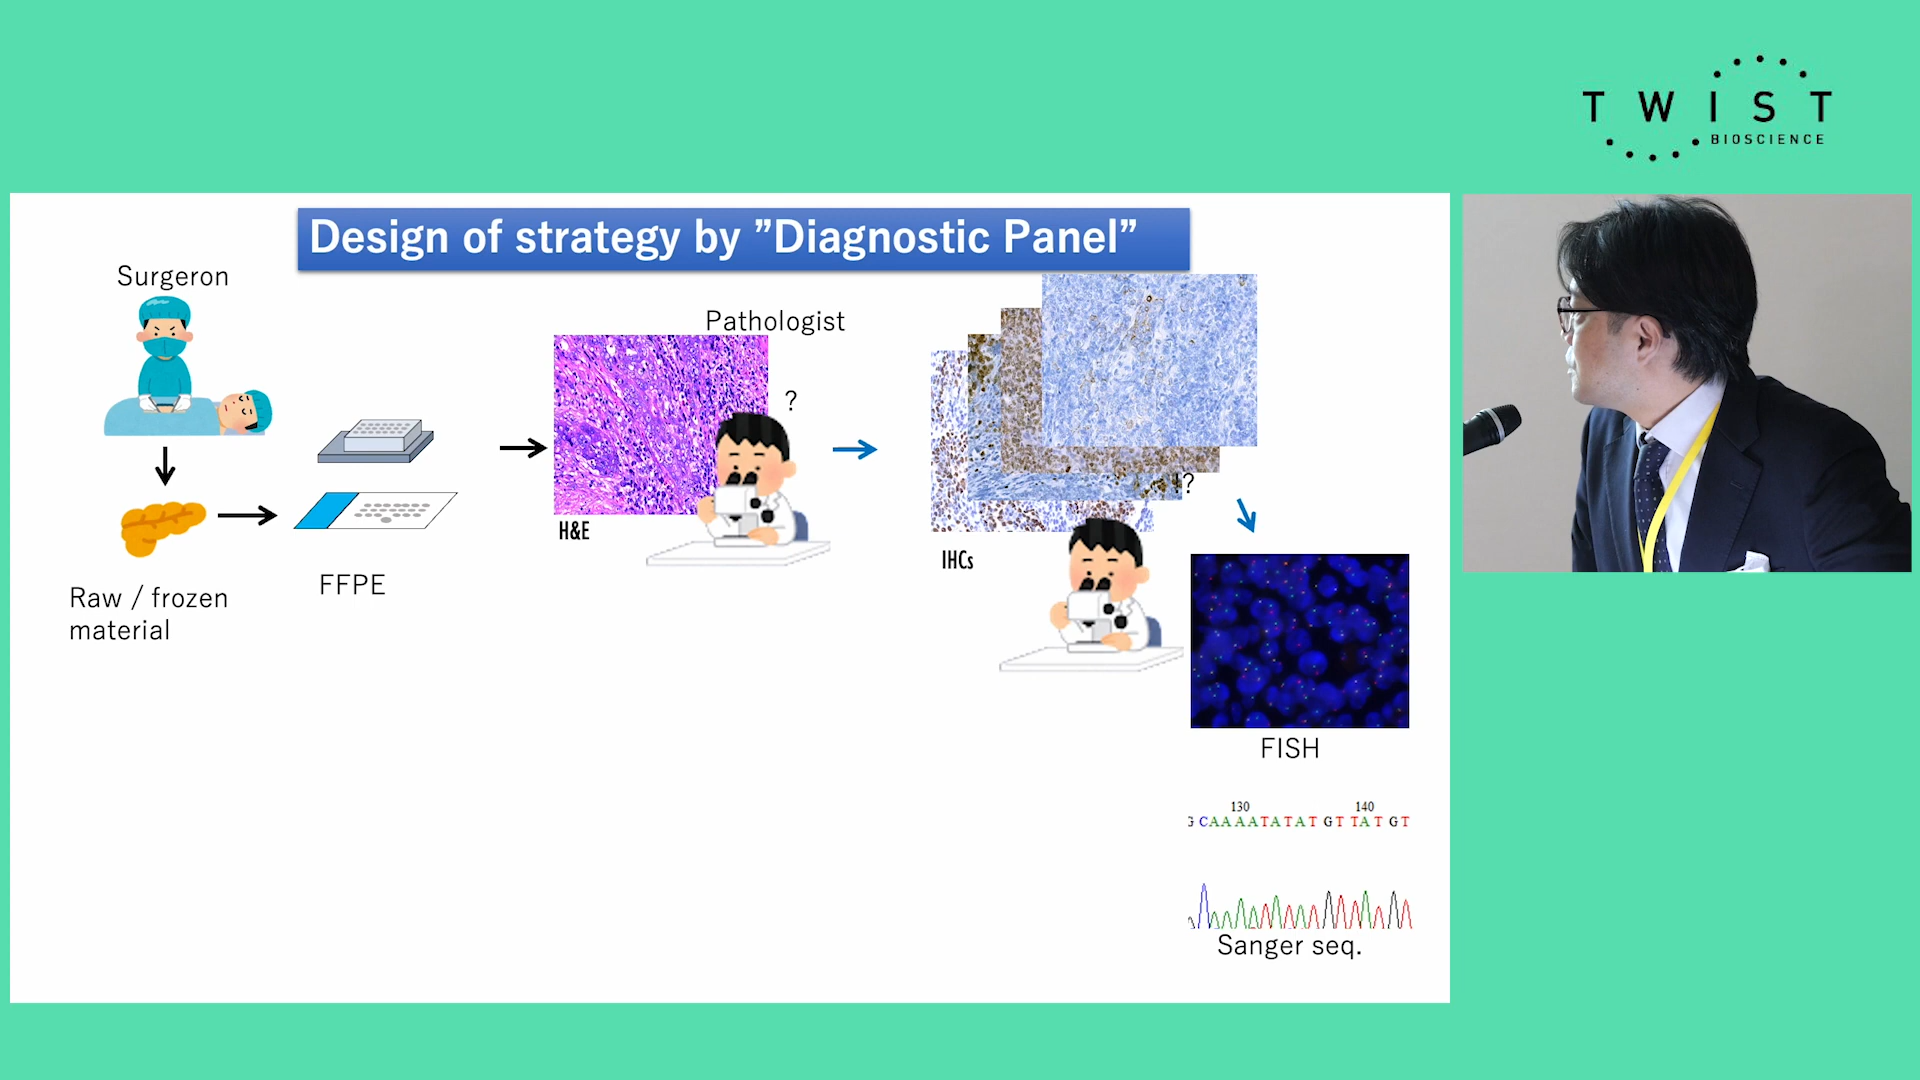 TWIST
BIOSCIENCE
Design of strategy by ”Diagnostic Panel”
Surgeron
Pathologist
?
H&E
!?
IHCs
Raw / frozen
material
FFPE
FISH
130 140
GCAAAATATATGTTATGT
Sanger seq.